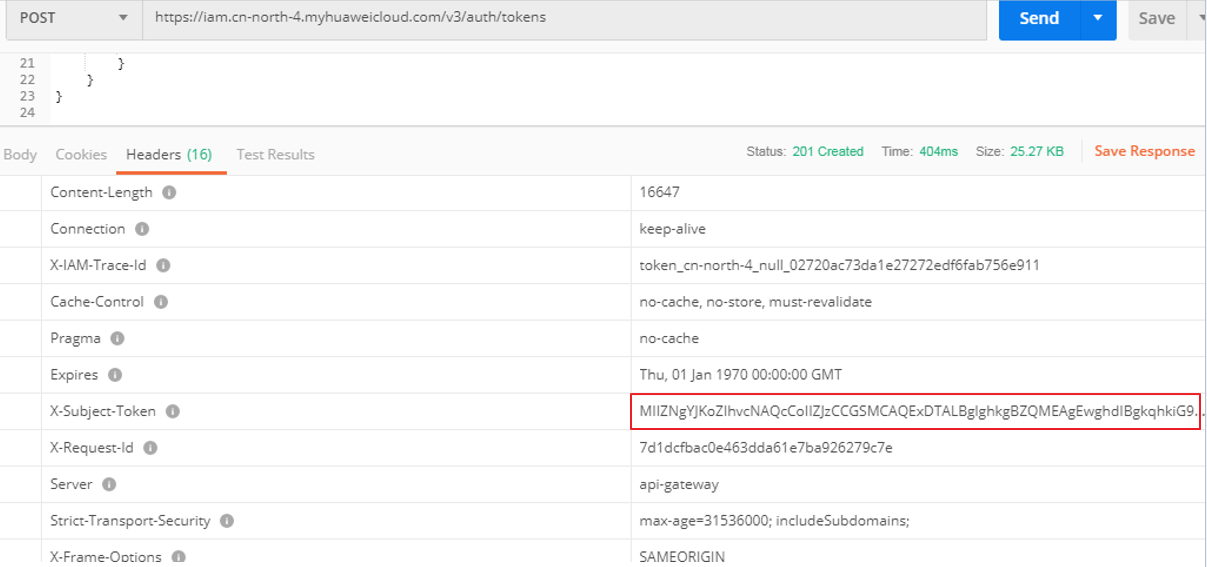 POST https://iam.cn-north-4.myhuaweicloud.com/v3/auth/tokens Send Save
21 }
22 }
23 }
24
Body Cookies Headers (16) Test Results Status: 201 Created Time: 404ms Size: 25.27 KB Save Response
Content-Length 16647
Connection keep-alive
X-IAM-Trace-Id token_cn-north-4_null_02720ac73da1e27272edf6fab756e911
Cache-Control no-cache, no-store, must-revalidate
Pragma no-cache
Expires Thu, 01 Jan 1970 00:00:00 GMT
X-Subject-Token MIIZNgYJKoZIhvcNAQcCoIIZJzCCGSMCAQExDTALBglghkgBZQMEAgEwghdIBgkqhkiG9...
X-Request-Id 7d1dcfbac0e463dda61e7ba926279c7e
Server api-gateway
Strict-Transport-Security max-age=31536000; includeSubdomains;
X-Frame-Options SAMEORIGIN